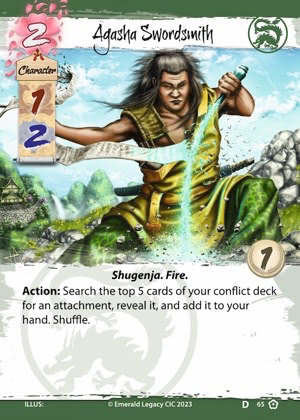 2
Agasha Swordsmith
Character
1
2
1
Shugenja. Fire.
Action: Search the top 5 cards of your conflict deck
for an attachment, reveal it, and add it to your
hand. Shuffle.
ILLUS: © Emerald Legacy CIC 2023 D 65